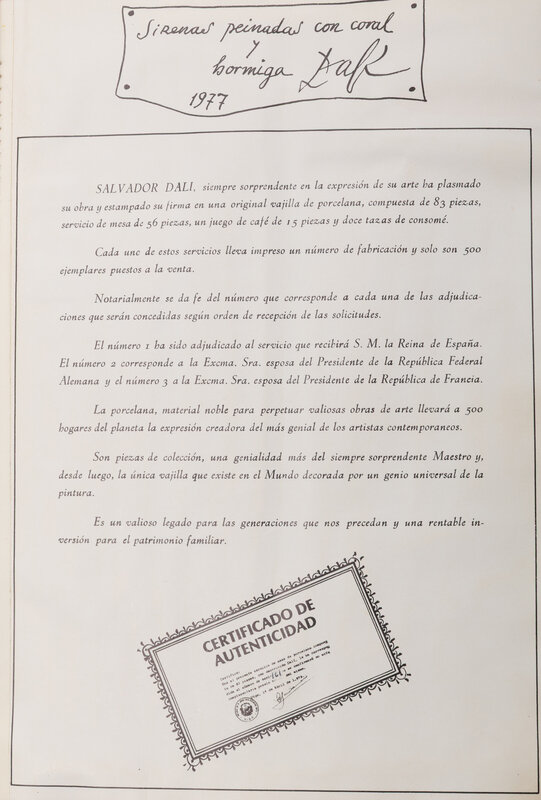 Sirenas peinadas con coral
y
hormiga Dalí
1977
SALVADOR DALI, siempre sorprendente en la expresión de su arte ha plasmado
su obra y estampado su firma en una original vajilla de porcelana, compuesta de 83 piezas,
servicio de mesa de 56 piezas, un juego de café de 15 piezas y doce tazas de consomé.
Cada uno de estos servicios lleva impreso un número de fabricación y solo son 500
ejemplares puestos a la venta.
Notarialmente se da fe del número que corresponde a cada una de las adjudica-
ciones que serán concedidas según orden de recepción de las solicitudes.
El número 1 ha sido adjudicado al servicio que recibirá S. M. la Reina de España.
El número 2 corresponde a la Excma. Sra. esposa del Presidente de la República Federal
Alemana y el número 3 a la Excma. Sra. esposa del Presidente de la República de Francia.
La porcelana, material noble para perpetuar valiosas obras de arte llevará a 500
hogares del planeta la expresión creadora del más genial de los artistas contemporaneos.
Son piezas de colección, una genialidad más del siempre sorprendente Maestro y,
desde luego, la única vajilla que existe en el Mundo decorada por un genio universal de la
pintura.
Es un valioso legado para las generaciones que nos precedan y una rentable in-
versión para el patrimonio familiar.
CERTIFICADO DE
AUTENTICIDAD